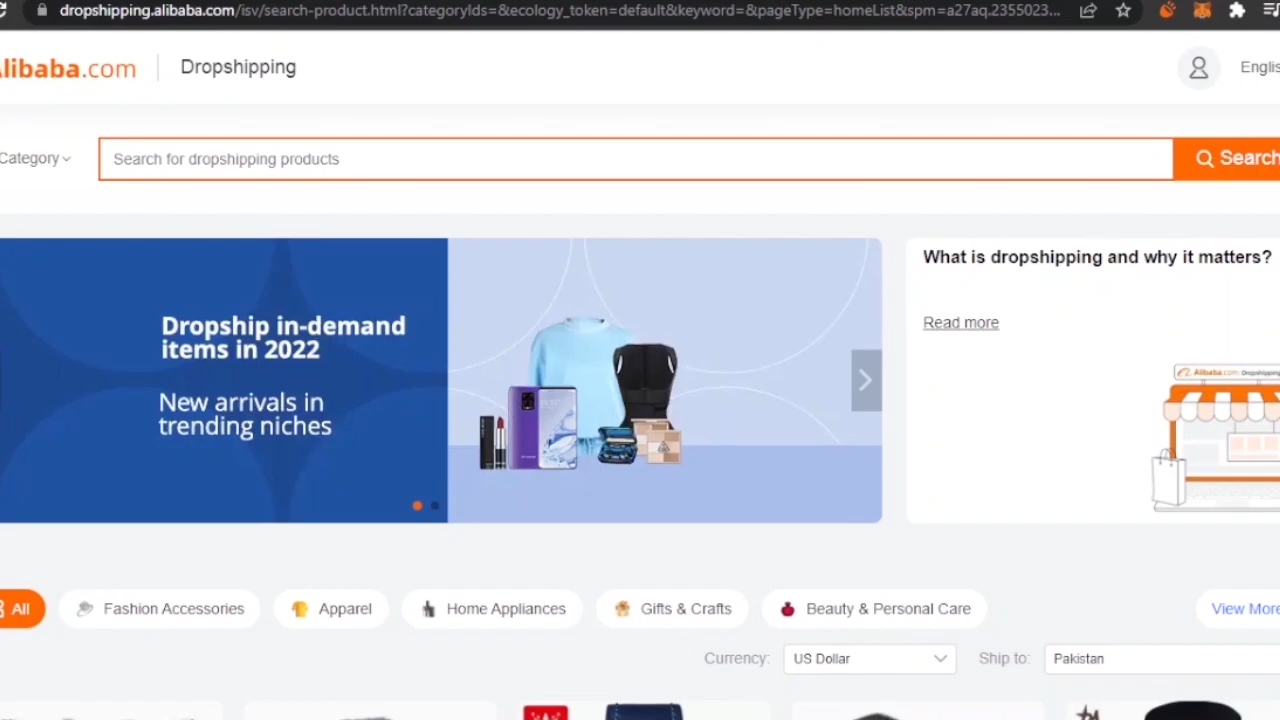 dropshipping.alibaba.com/isv/search-product.html?categoryIds=&ecology_token=default&keyword=&pageType=homeList&spm=a27aq.2355023...
Alibaba.com
Dropshipping
Englis
Category
Search for dropshipping products
Search
Dropship in-demand
items in 2022
New arrivals in
trending niches
What is dropshipping and why it matters?
Read more
Alibaba.com Dropshipping
All
Fashion Accessories
Apparel
Home Appliances
Gifts & Crafts
Beauty & Personal Care
View More
Currency:
US Dollar
Ship to:
Pakistan